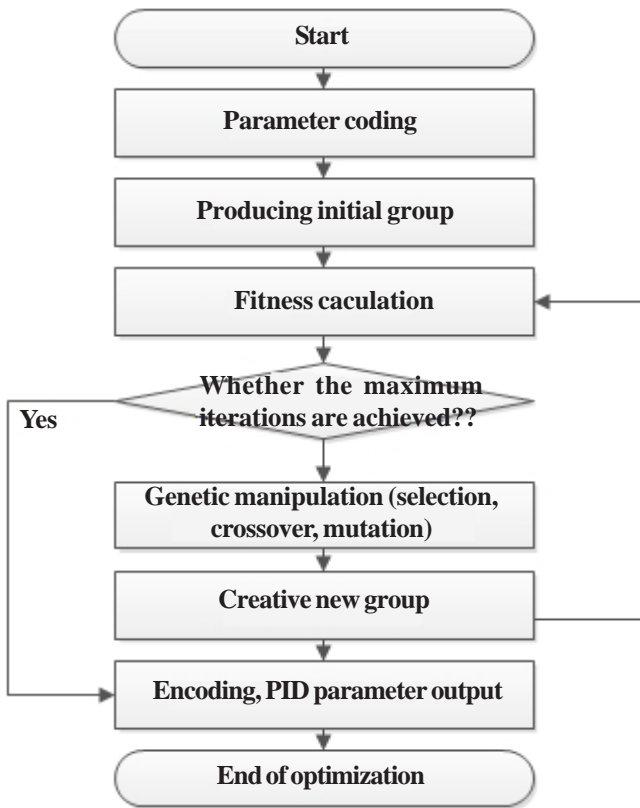 Start
Parameter coding
Producing initial group
Fitness caculation
Whether the maximum
iterations are achieved??
Yes
Genetic manipulation (selection,
crossover, mutation)
Creative new group
Encoding, PID parameter output
End of optimization